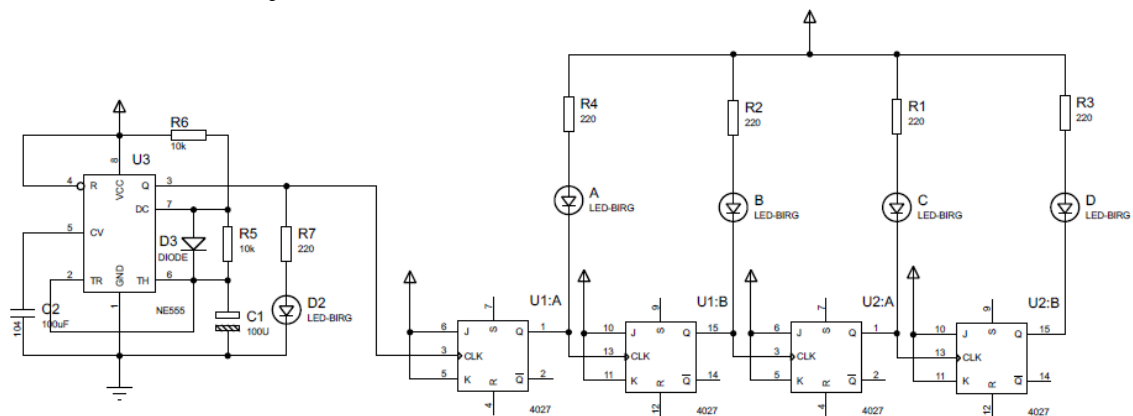 R6
10k
U3
8
VCC
4
R
Q
3
DC
7
5
CV
D3
DIODE
R5
10k
R7
220
2
TR
GND
TH
6
1
NE555
C2
100uF
104
C1
100U
D2
LED-BIRG
R4
220
R2
220
R1
220
R3
220
A
LED-BIRG
B
LED-BIRG
C
LED-BIRG
D
LED-BIRG
U1:A
7
S
6
J
Q
1
3
CLK
5
K
R
Q
2
4
4027
U1:B
9
S
10
J
Q
15
13
CLK
11
K
R
Q
14
12
4027
U2:A
7
S
6
J
Q
1
3
CLK
5
K
R
Q
2
4
4027
U2:B
9
S
10
J
Q
15
13
CLK
11
K
R
Q
14
12
4027